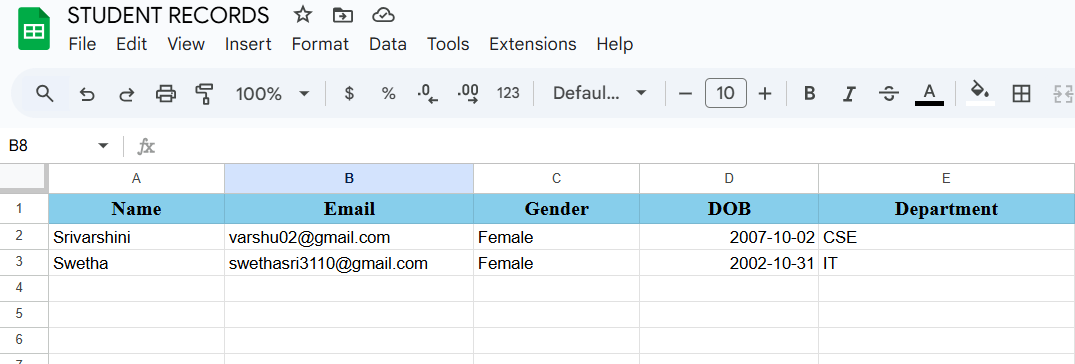 STUDENT RECORDS
File Edit View Insert Format Data Tools Extensions Help
100% $ % .0 .00 123 Defaul... − 10 + B I S A
B8 fx
A B C D E
1 Name Email Gender DOB Department
2 Srivarshini varshu02@gmail.com Female 2007-10-02 CSE
3 Swetha swethasri3110@gmail.com Female 2002-10-31 IT
4
5
6